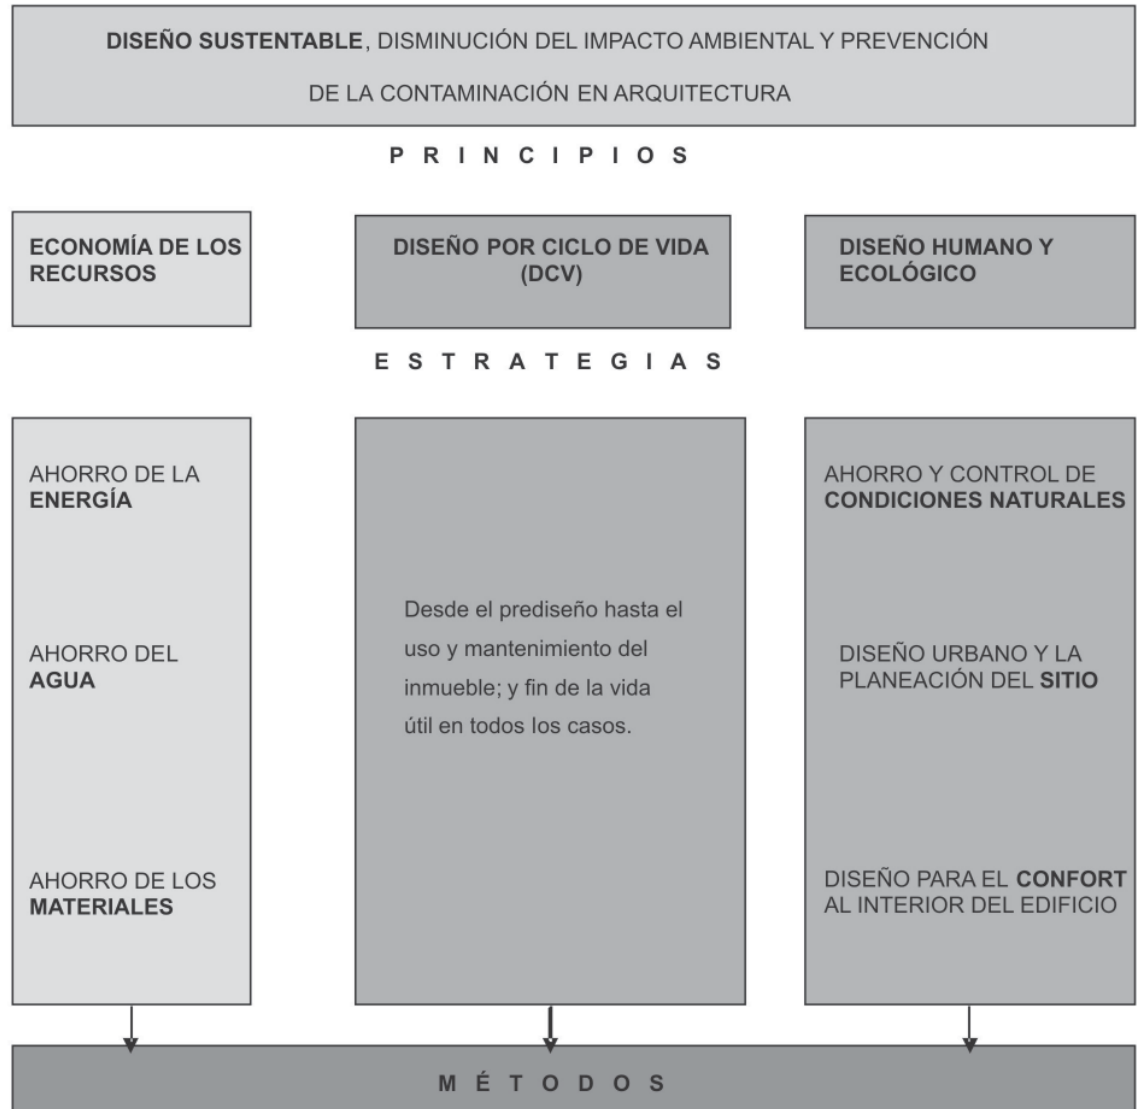 DISEÑO SUSTENTABLE, DISMINUCIÓN DEL IMPACTO AMBIENTAL Y PREVENCIÓN
DE LA CONTAMINACIÓN EN ARQUITECTURA
PRINCIPIOS
ECONOMÍA DE LOS
RECURSOS
DISEÑO POR CICLO DE VIDA
(DCV)
DISEÑO HUMANO Y
ECOLÓGICO
ESTRATEGIAS
AHORRO DE LA
ENERGÍA
AHORRO DEL
AGUA
AHORRO DE LOS
MATERIALES
Desde el prediseño hasta el
uso y mantenimiento del
inmueble; y fin de la vida
útil en todos los casos.
AHORRO Y CONTROL DE
CONDICIONES NATURALES
DISEÑO URBANO Y LA
PLANEACIÓN DEL SITIO
DISEÑO PARA EL CONFORT
AL INTERIOR DEL EDIFICIO
MÉTODOS